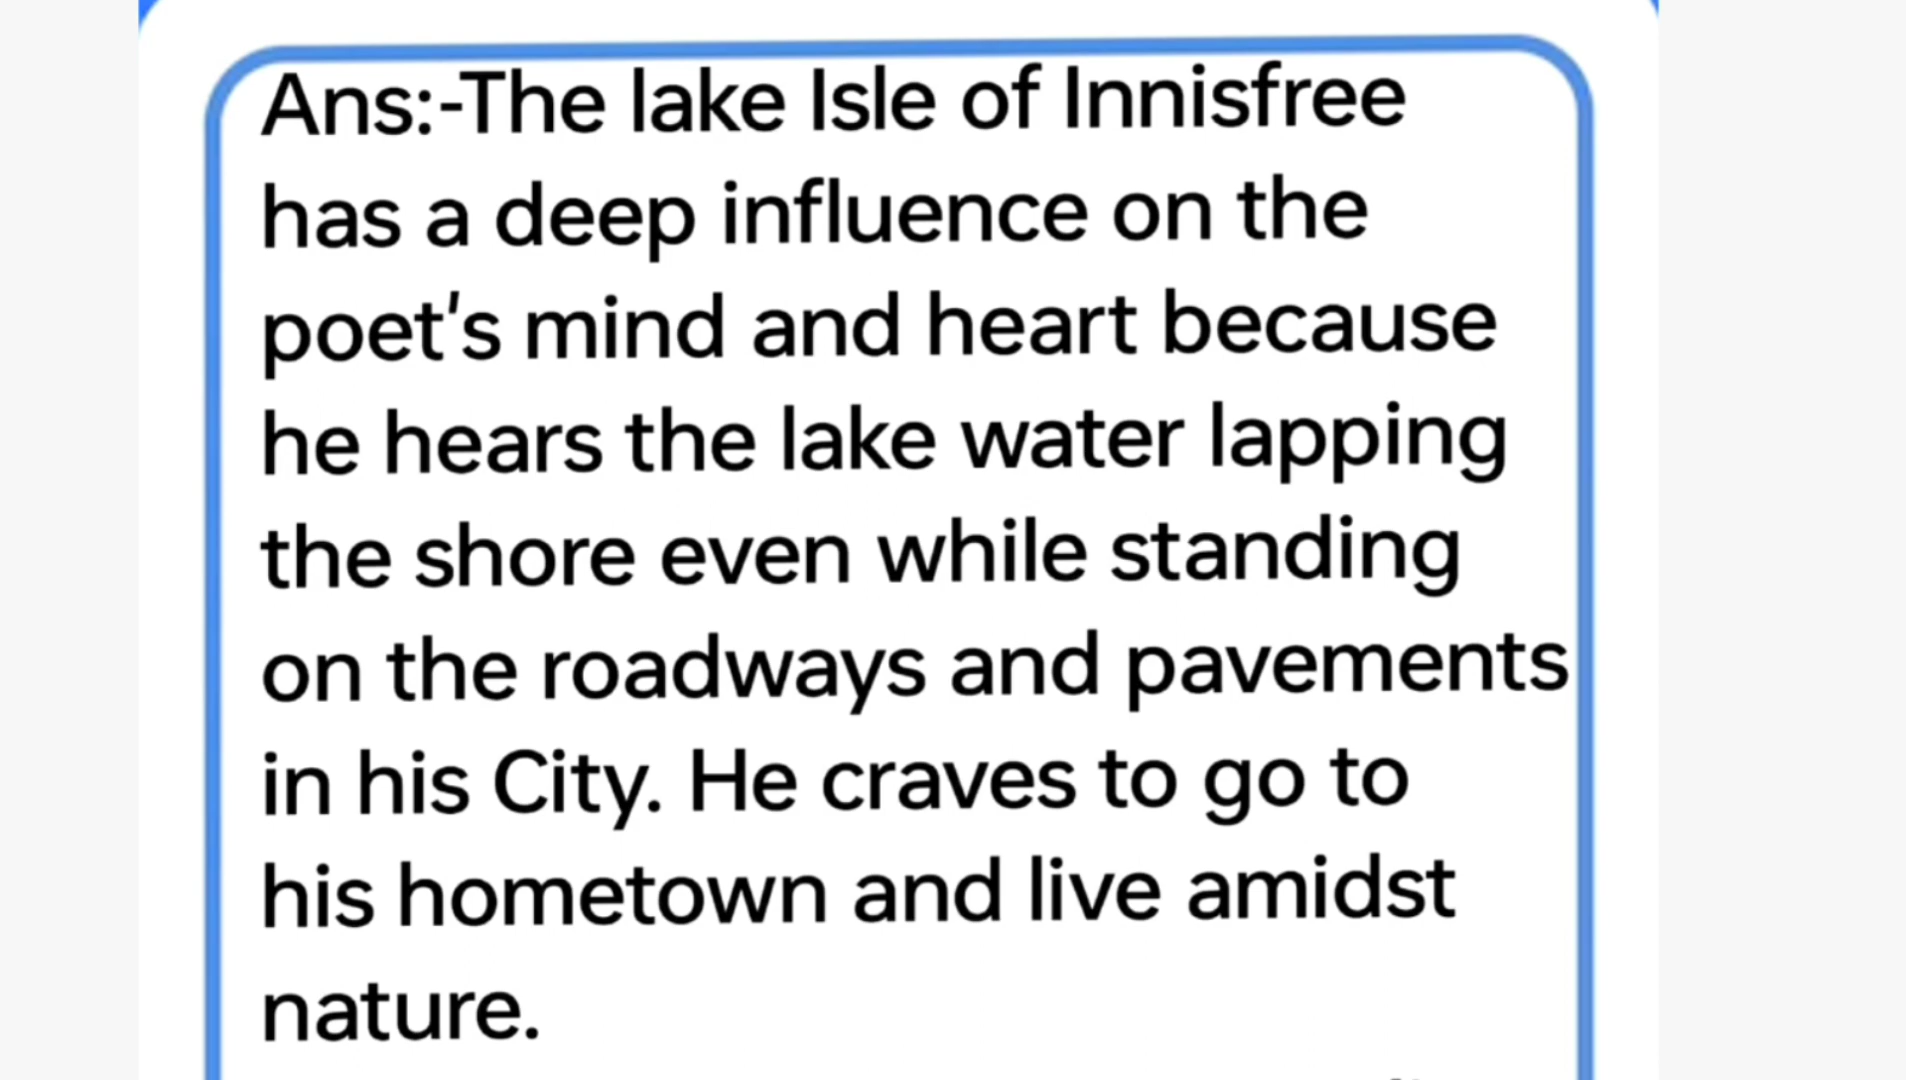 Ans:-The lake Isle of Innisfree
has a deep influence on the
poet's mind and heart because
he hears the lake water lapping
the shore even while standing
on the roadways and pavements
in his City. He craves to go to
his hometown and live amidst
nature.